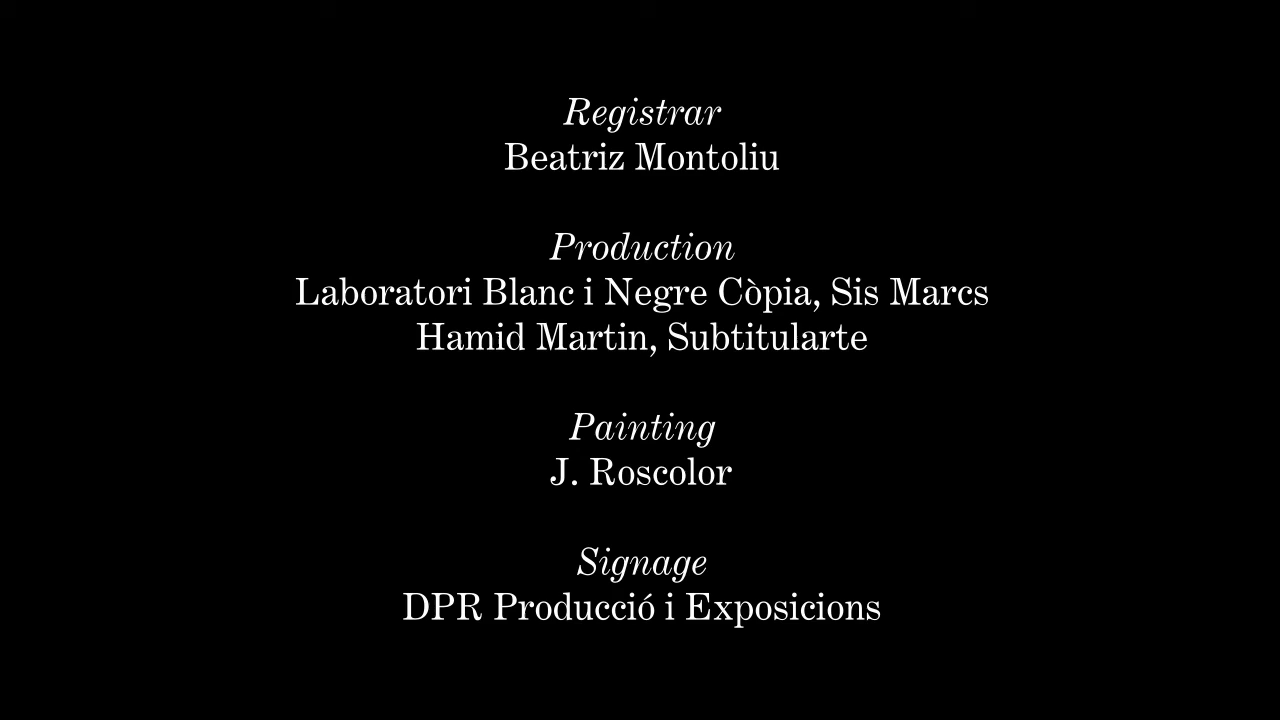 Registrar
Beatriz Montoliu
Production
Laboratori Blanc i Negre Còpia, Sis Marcs
Hamid Martin, Subtitularte
Painting
J. Roscolor
Signage
DPR Producció i Exposicions